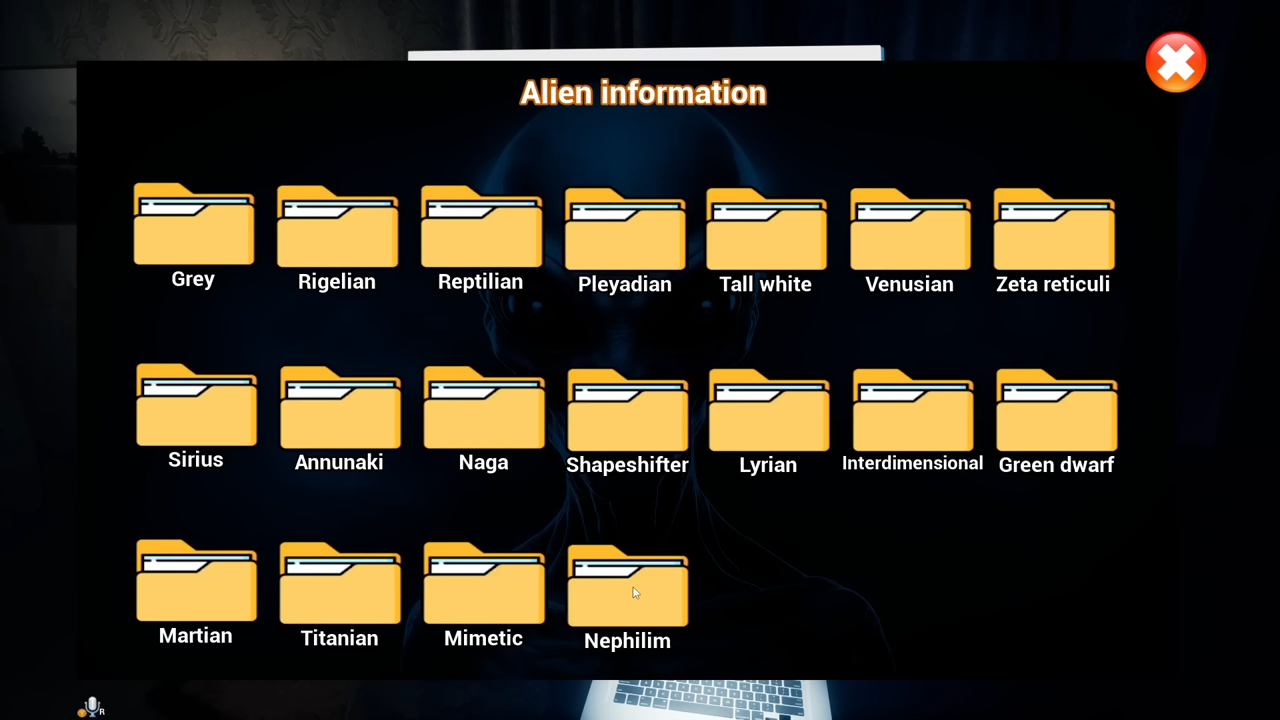 Alien information
Grey
Rigelian
Reptilian
Pleyadian
Tall white
Venusian
Zeta reticuli
Sirius
Annunaki
Naga
Shapeshifter
Lyrian
Interdimensional
Green dwarf
Martian
Titanian
Mimetic
Nephilim
R